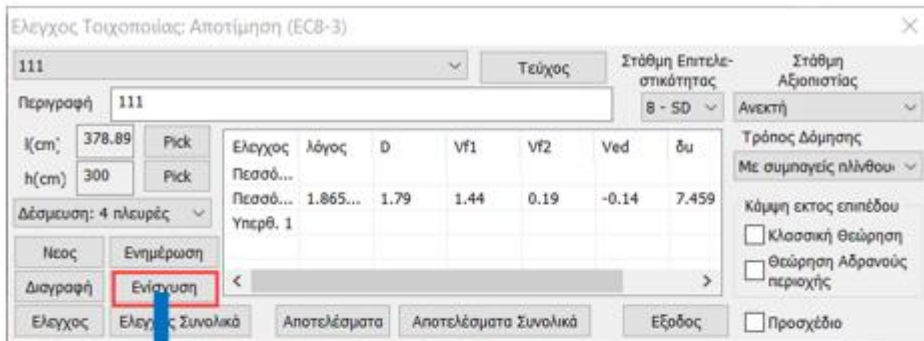 Ελεγχος Τοιχοποιίας: Αποτίμηση (EC8-3)
111 Τεύχος Στάθμη Επιτελε- Στάθμη
στικότητας Αξιοπιστίας
Περιγραφή 111 B - SD Ανεκτή
l(cm) 378.89 Pick Ελεγχος λόγος D Vf1 Vf2 Ved δu Τρόπος Δόμησης
Πεσσό... Με συμπαγείς πλίνθου
h(cm) 300 Pick Πεσσό... 1.865... 1.79 1.44 0.19 -0.14 7.459
Δέσμευση: 4 πλευρές Υπερθ. 1 Κάμψη εκτος επιπέδου
Νεος Ενημέρωση Κλασσική Θεώρηση
Διαγραφή Ενίσχυση Θεώρηση Αδρανούς
περιοχής
Ελεγχος Ελεγχος Συνολικά Αποτελέσματα Αποτελέσματα Συνολικά Εξοδος Προσχέδιο